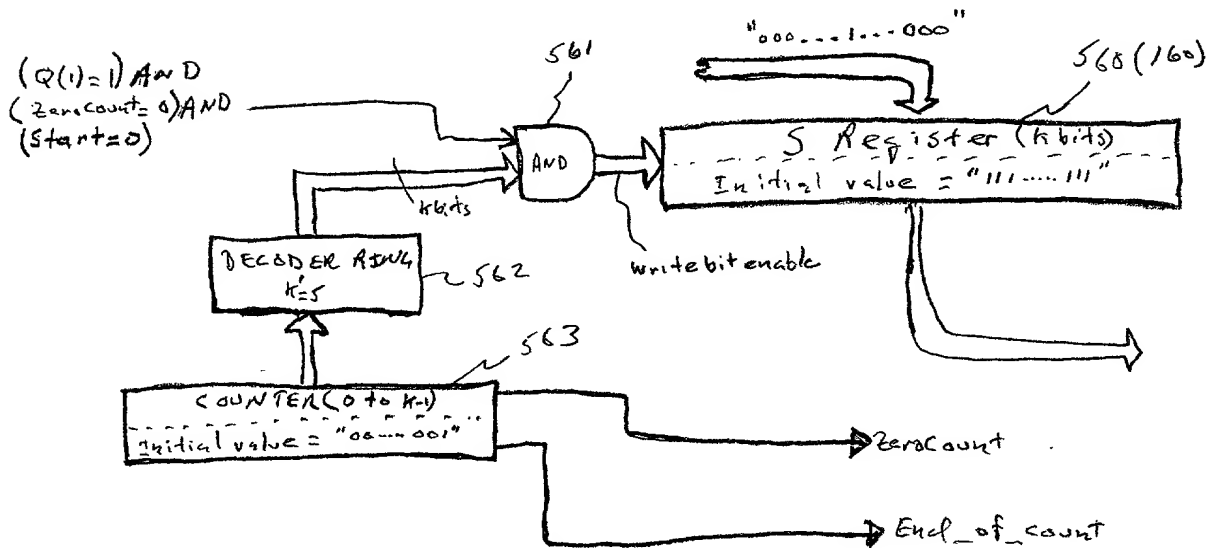 "000....1...000"
561
560(160)
(Q(1)=1) AND
(ZeroCount=0) AND
(Start=0)
AND
S Register (k bits)
Initial value = "111.....111"
k bits
write bit enable
DECODER RING
562
563
COUNTER (0 to k-1)
Initial value = "00....001"
ZeroCount
End_of_count